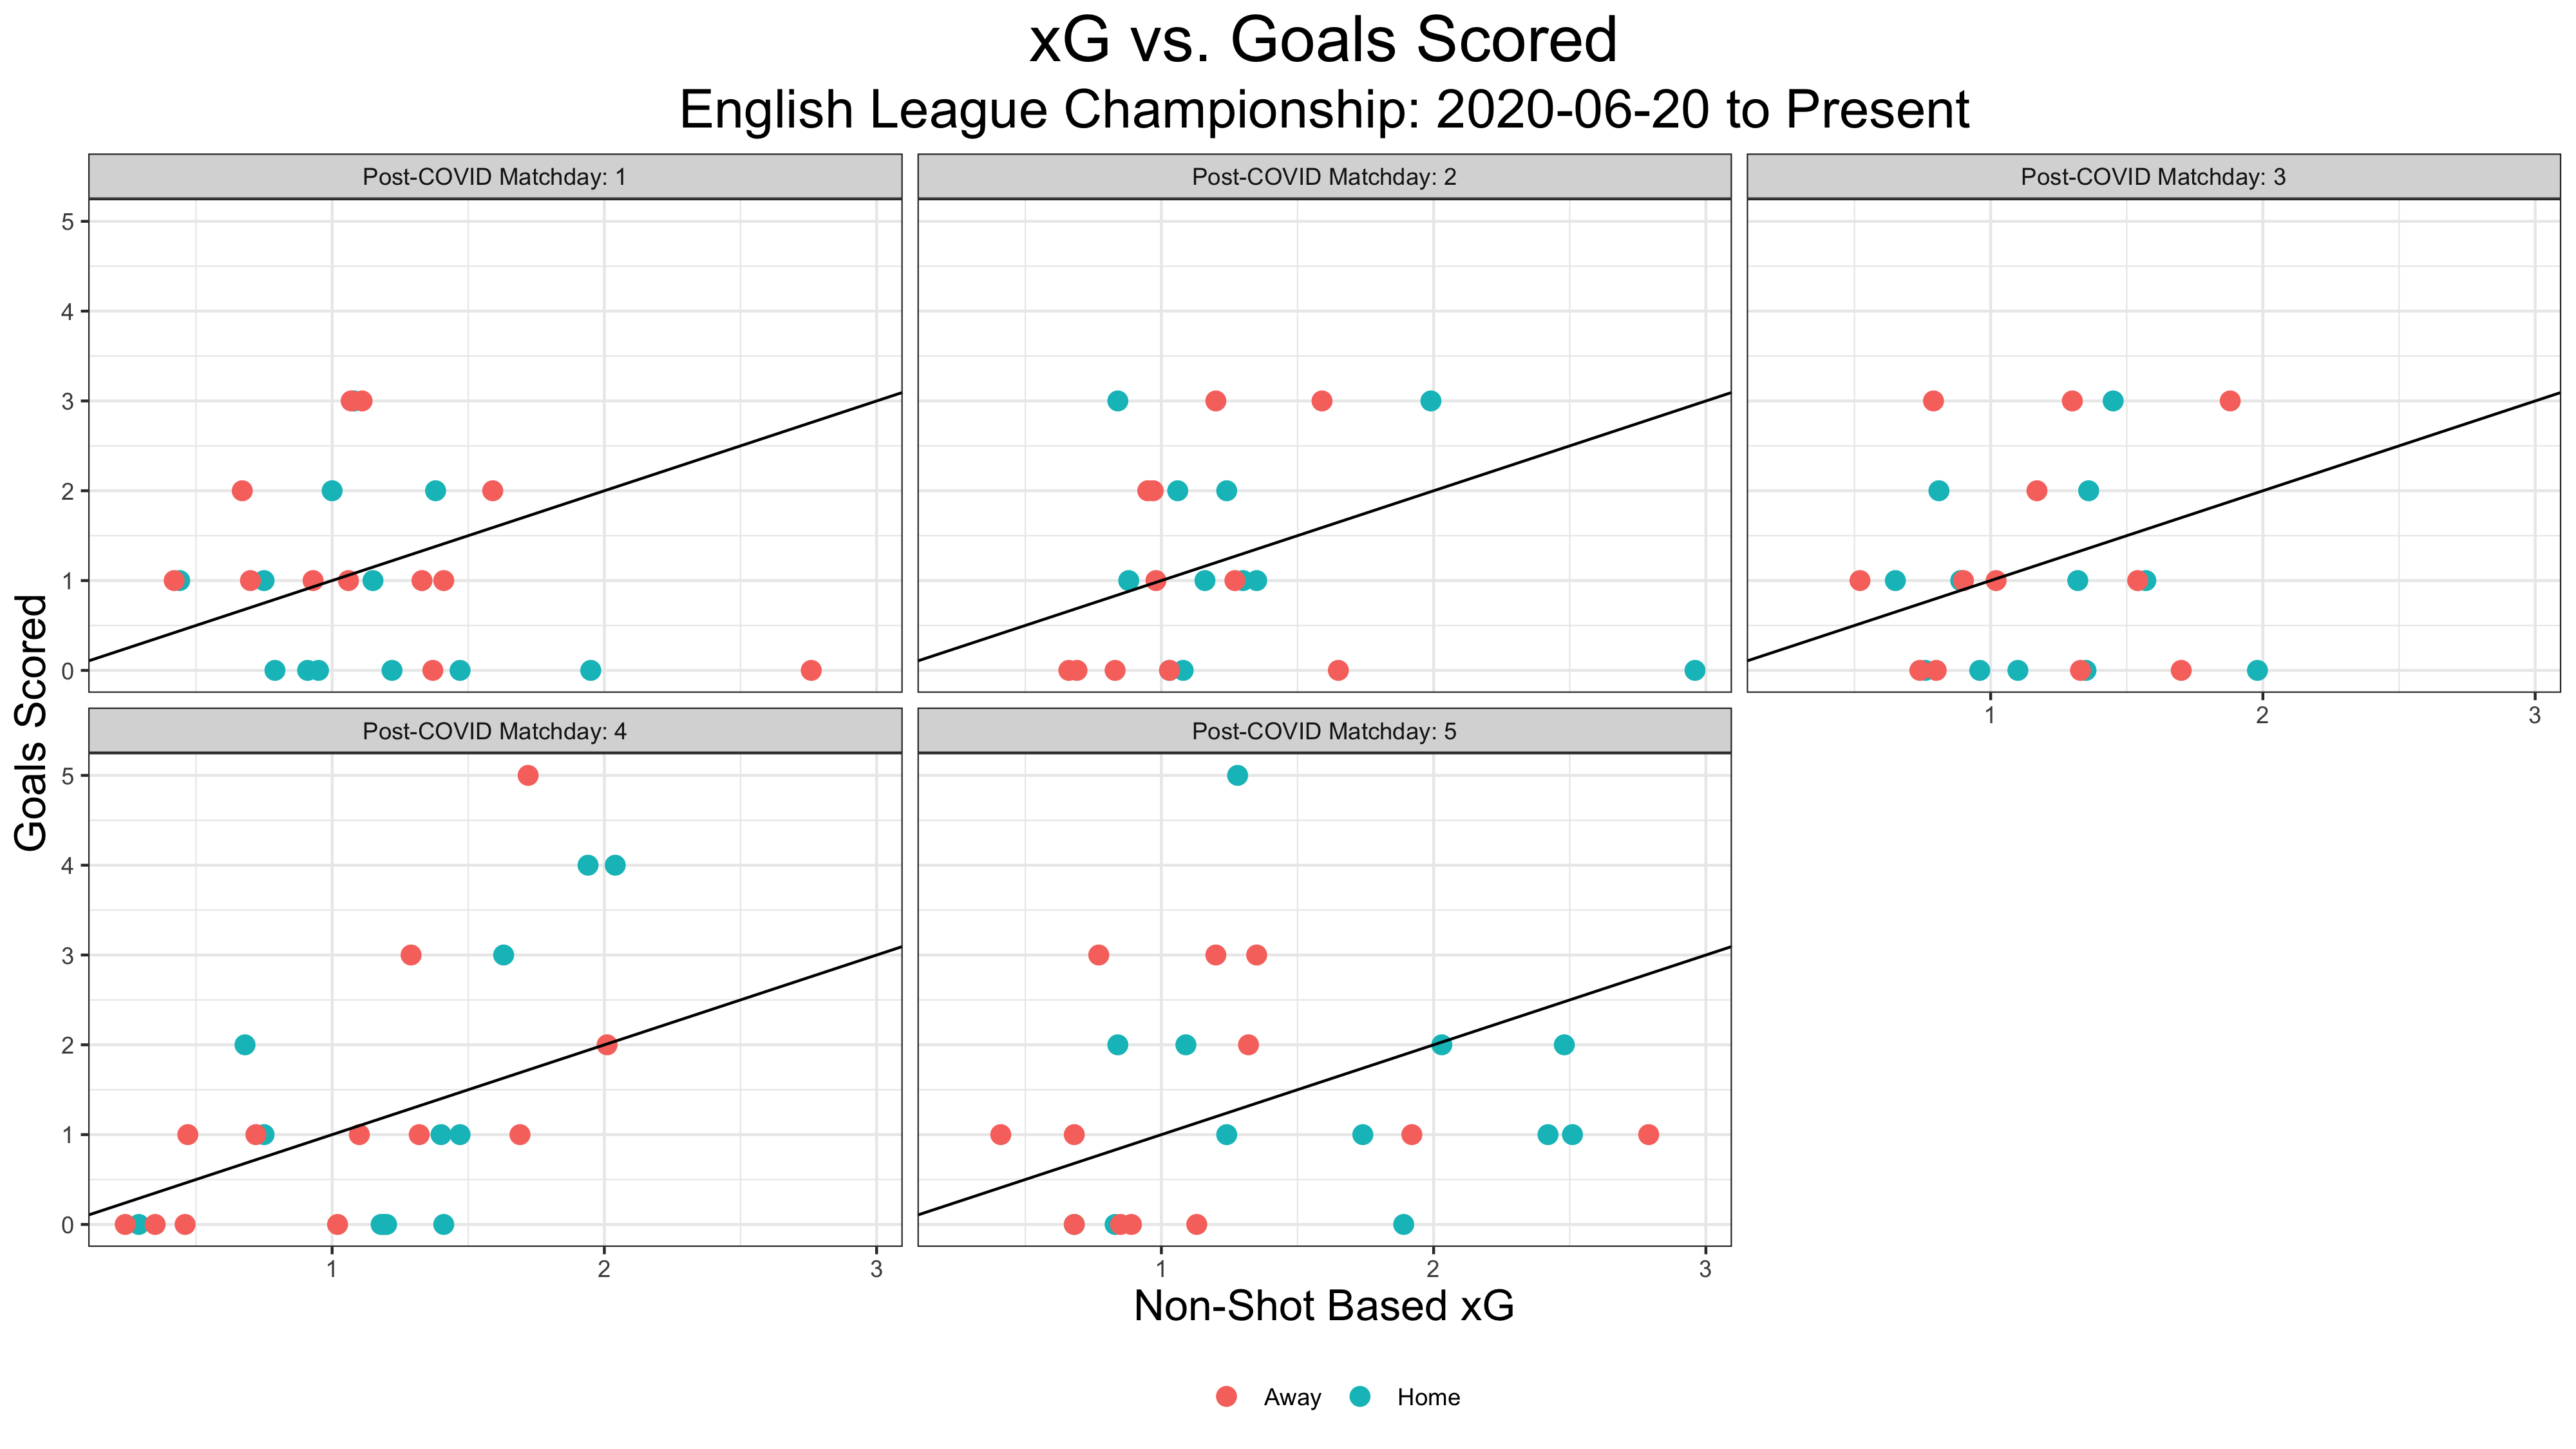 xG vs. Goals Scored
English League Championship: 2020-06-20 to Present
Post-COVID Matchday: 1
Post-COVID Matchday: 2
Post-COVID Matchday: 3
5
4
3
2
1
0
1
2
3
Goals Scored
Post-COVID Matchday: 4
Post-COVID Matchday: 5
5
4
3
2
1
0
1
2
3
1
2
3
Non-Shot Based xG
Away
Home